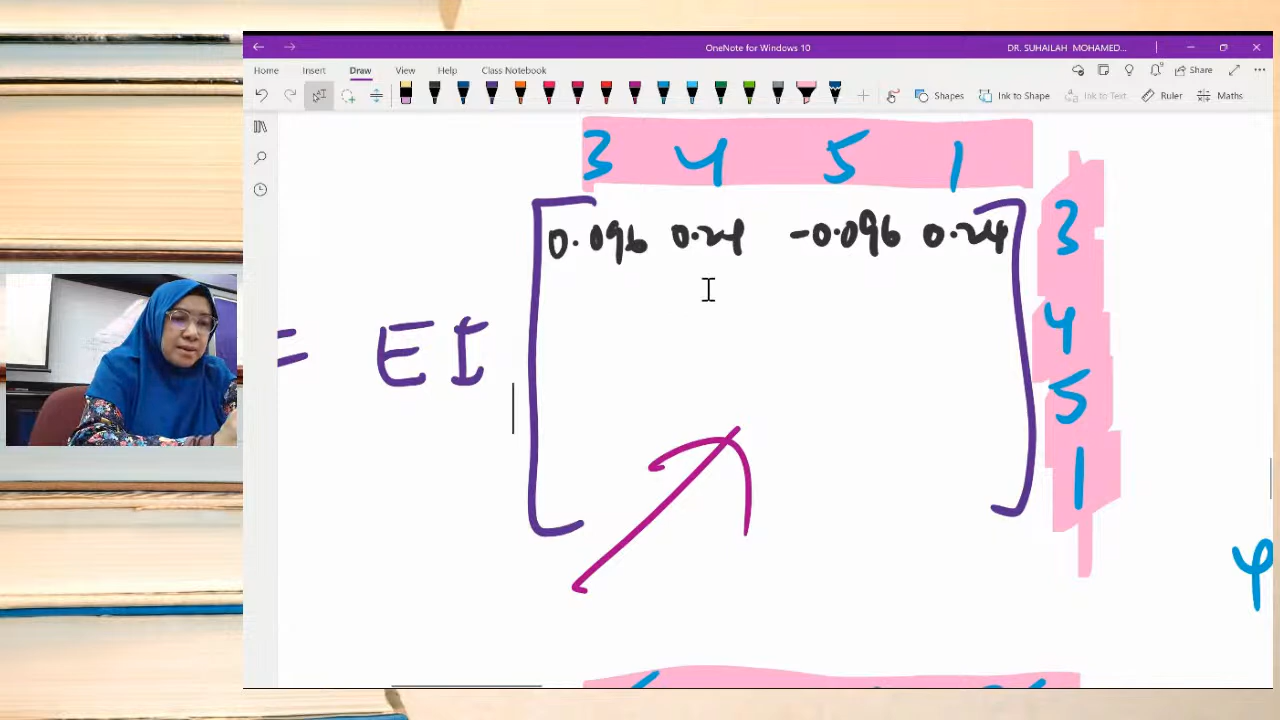 OneNote for Windows 10
DR. SUHAILAH MOHAMED...
Home Insert Draw View Help Class Notebook
Share
Shapes Ink to Shape Ink to Text Ruler Maths
3 4 5 1
0.096 0.24 -0.096 0.24 3
= EI 4
5
1
φ